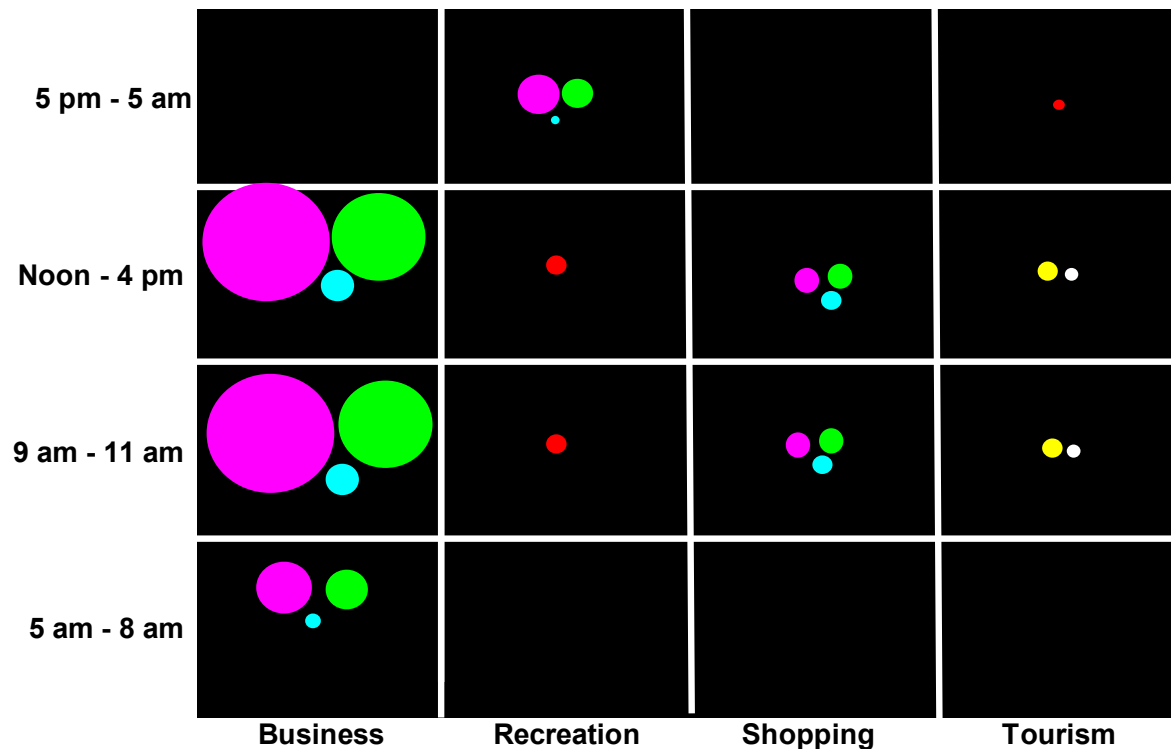 5 pm - 5 am
Noon - 4 pm
9 am - 11 am
5 am - 8 am
Business Recreation Shopping Tourism